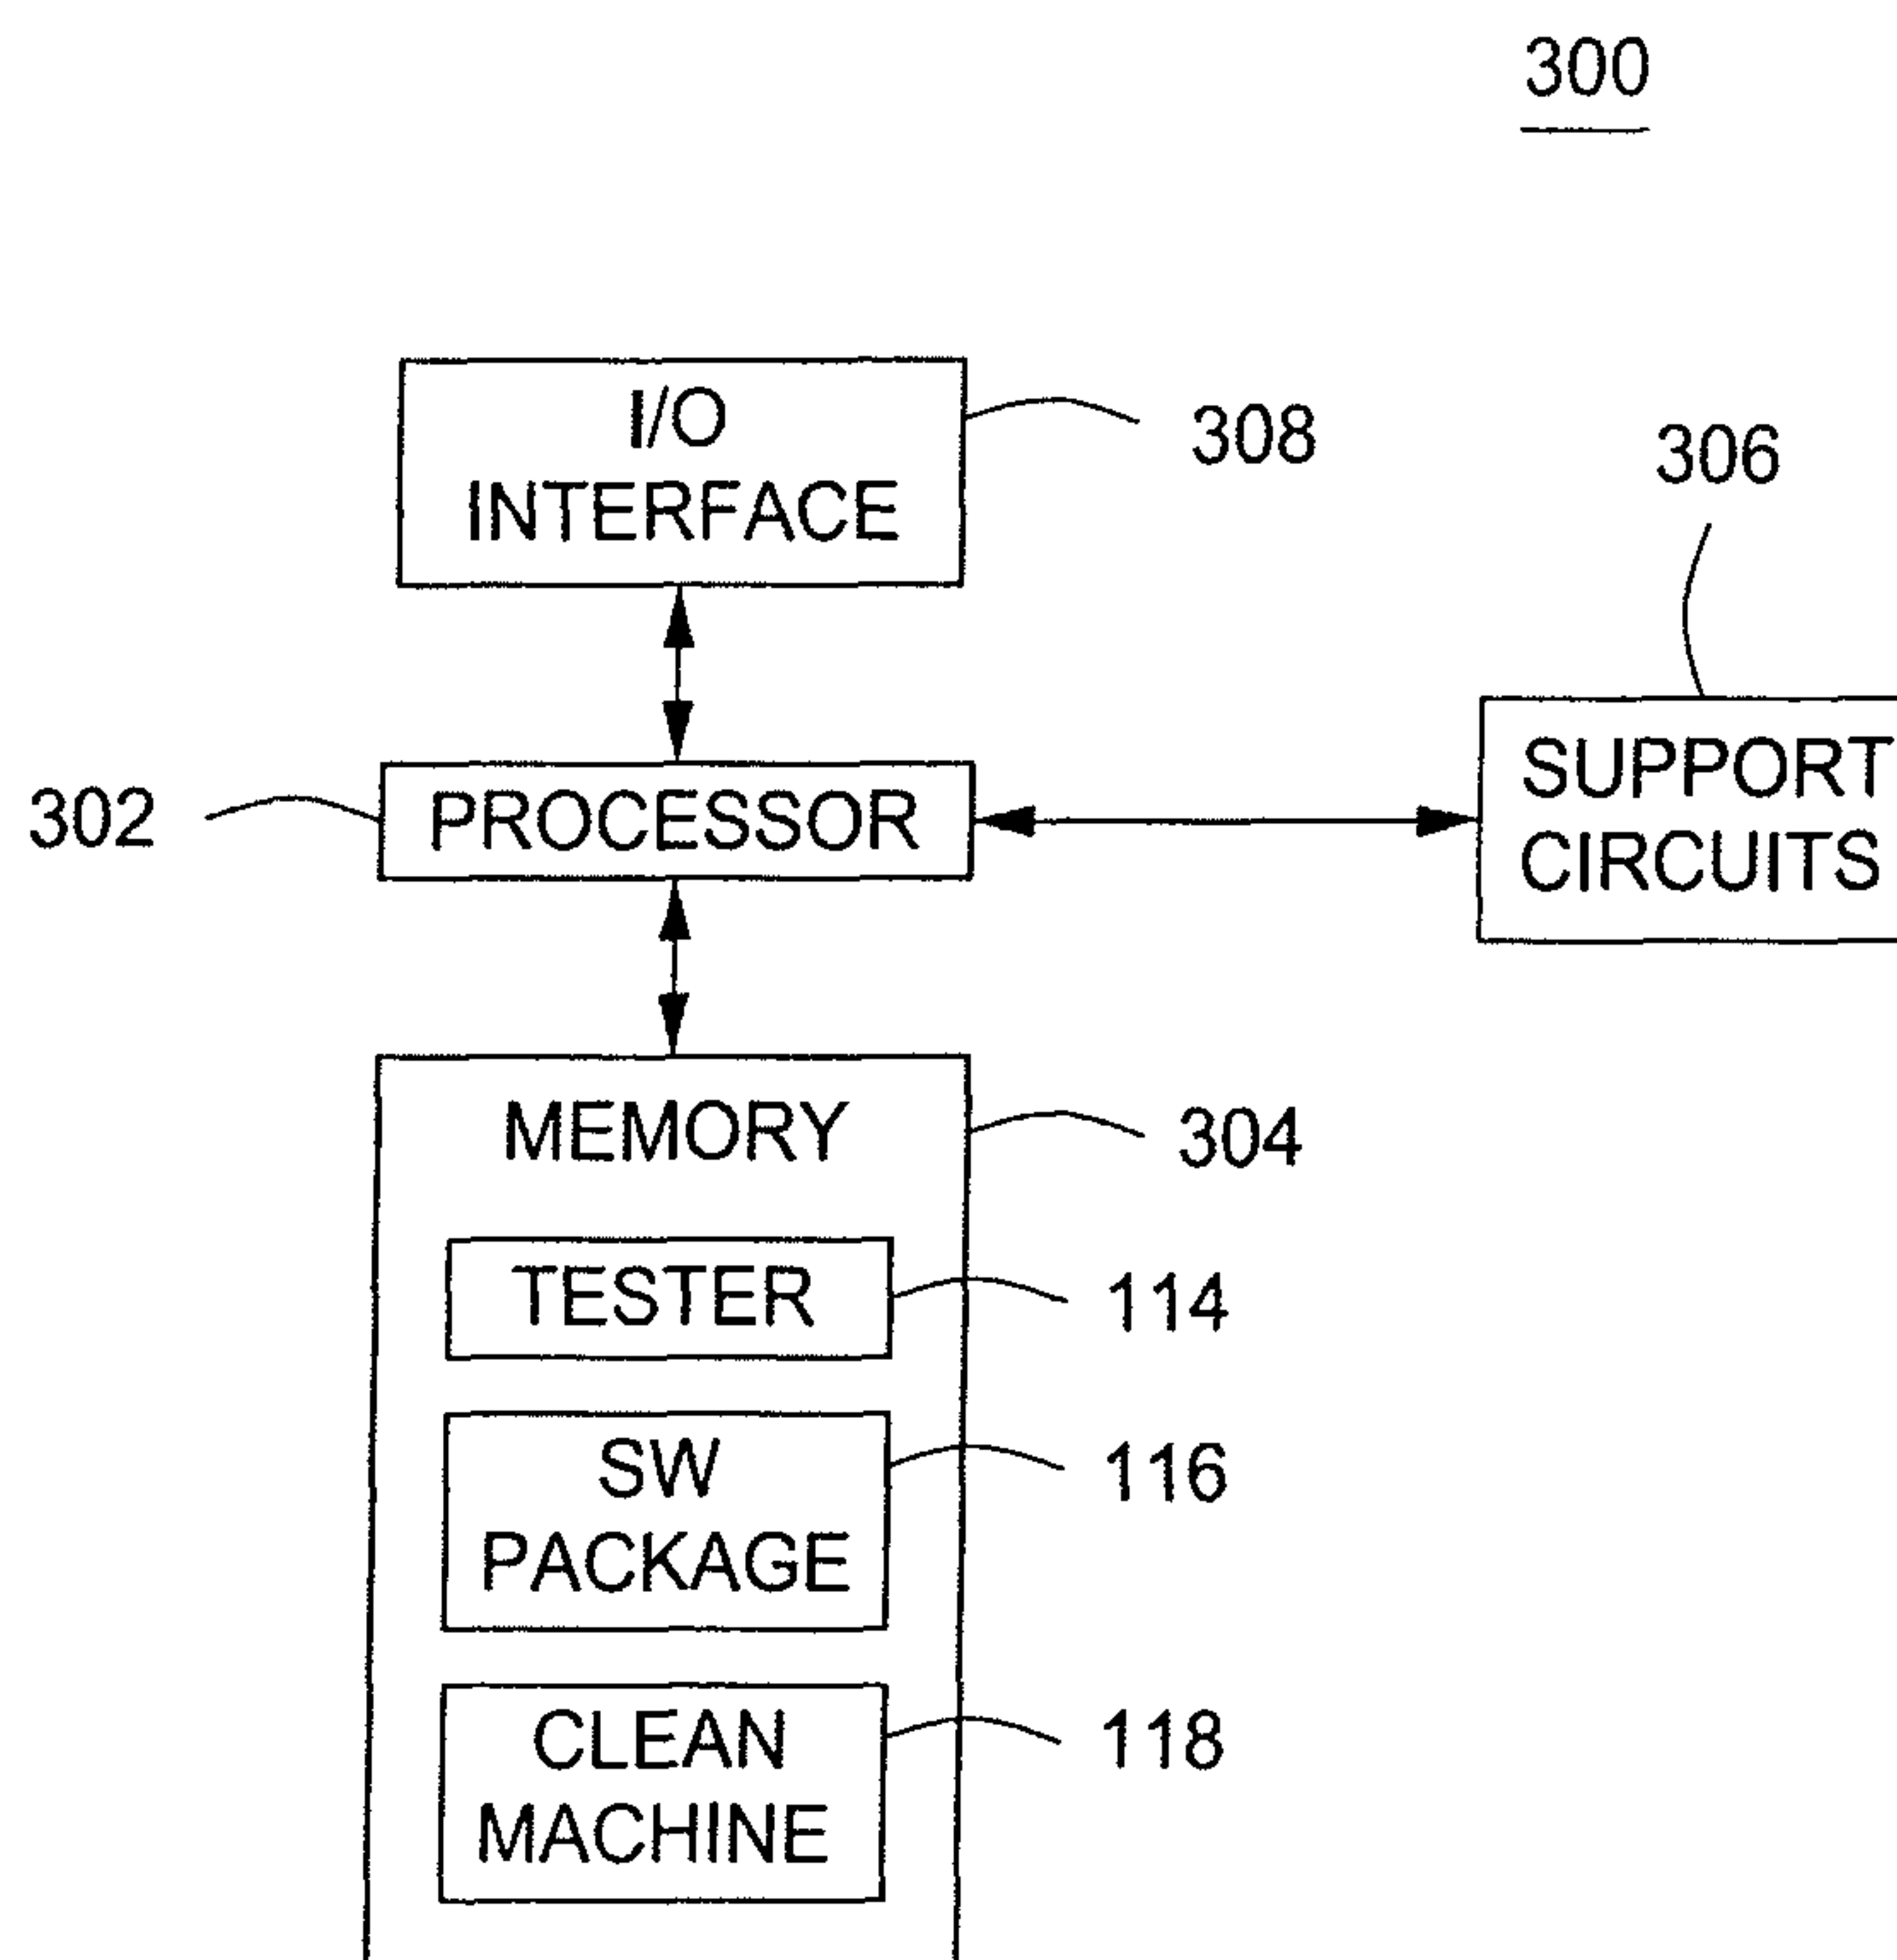 300
I/O
INTERFACE
308
306
302
PROCESSOR
SUPPORT
CIRCUITS
MEMORY
304
TESTER
114
SW
PACKAGE
116
CLEAN
MACHINE
118